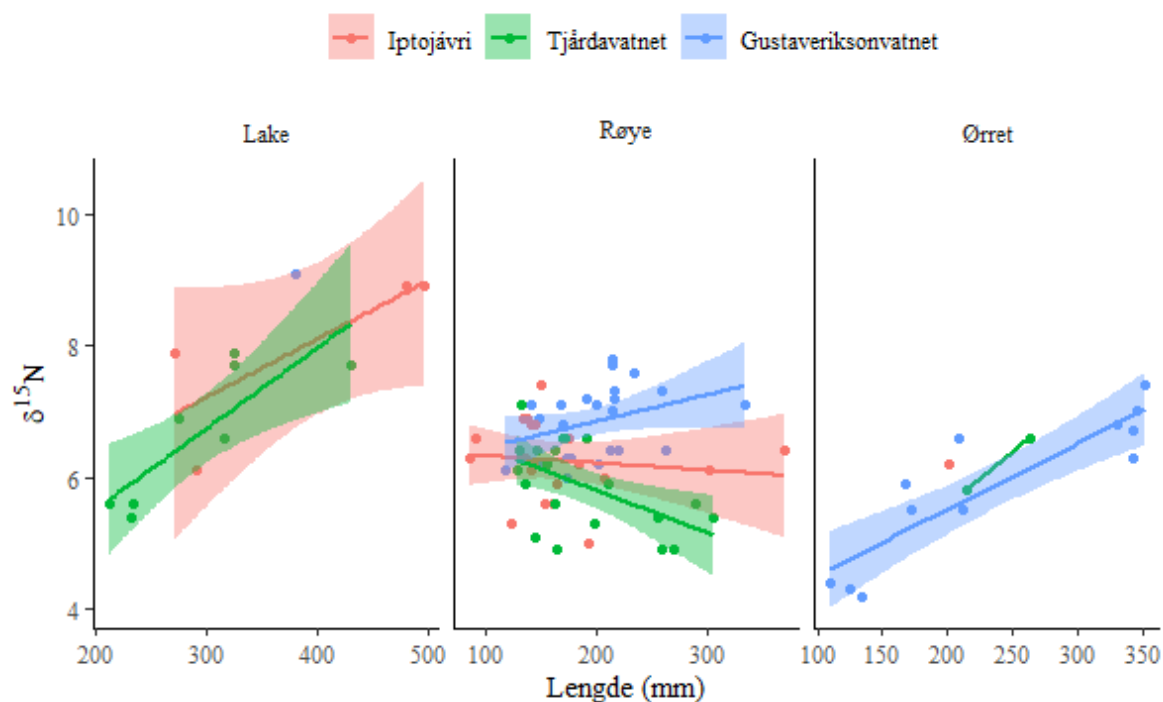 Iptojávri Tjårdavatnet Gustaveriksonvatnet
Lake Røye Ørret
10
8
6
4
δ15N
200 300 400 500 100 200 300 100 150 200 250 300 350
Lengde (mm)